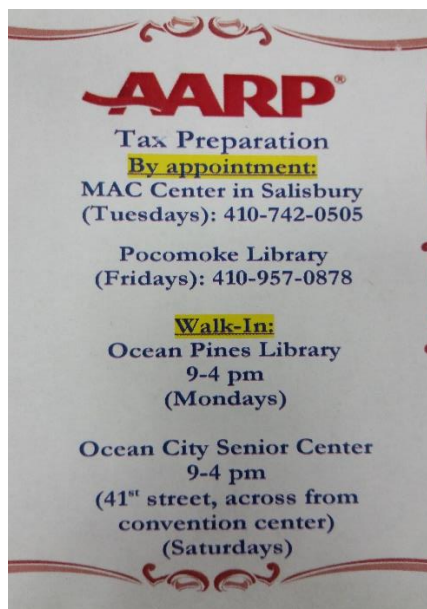 AARP®
Tax Preparation
By appointment:
MAC Center in Salisbury
(Tuesdays): 410-742-0505
Pocomoke Library
(Fridays): 410-957-0878
Walk-In:
Ocean Pines Library
9-4 pm
(Mondays)
Ocean City Senior Center
9-4 pm
(41st street, across from
convention center)
(Saturdays)